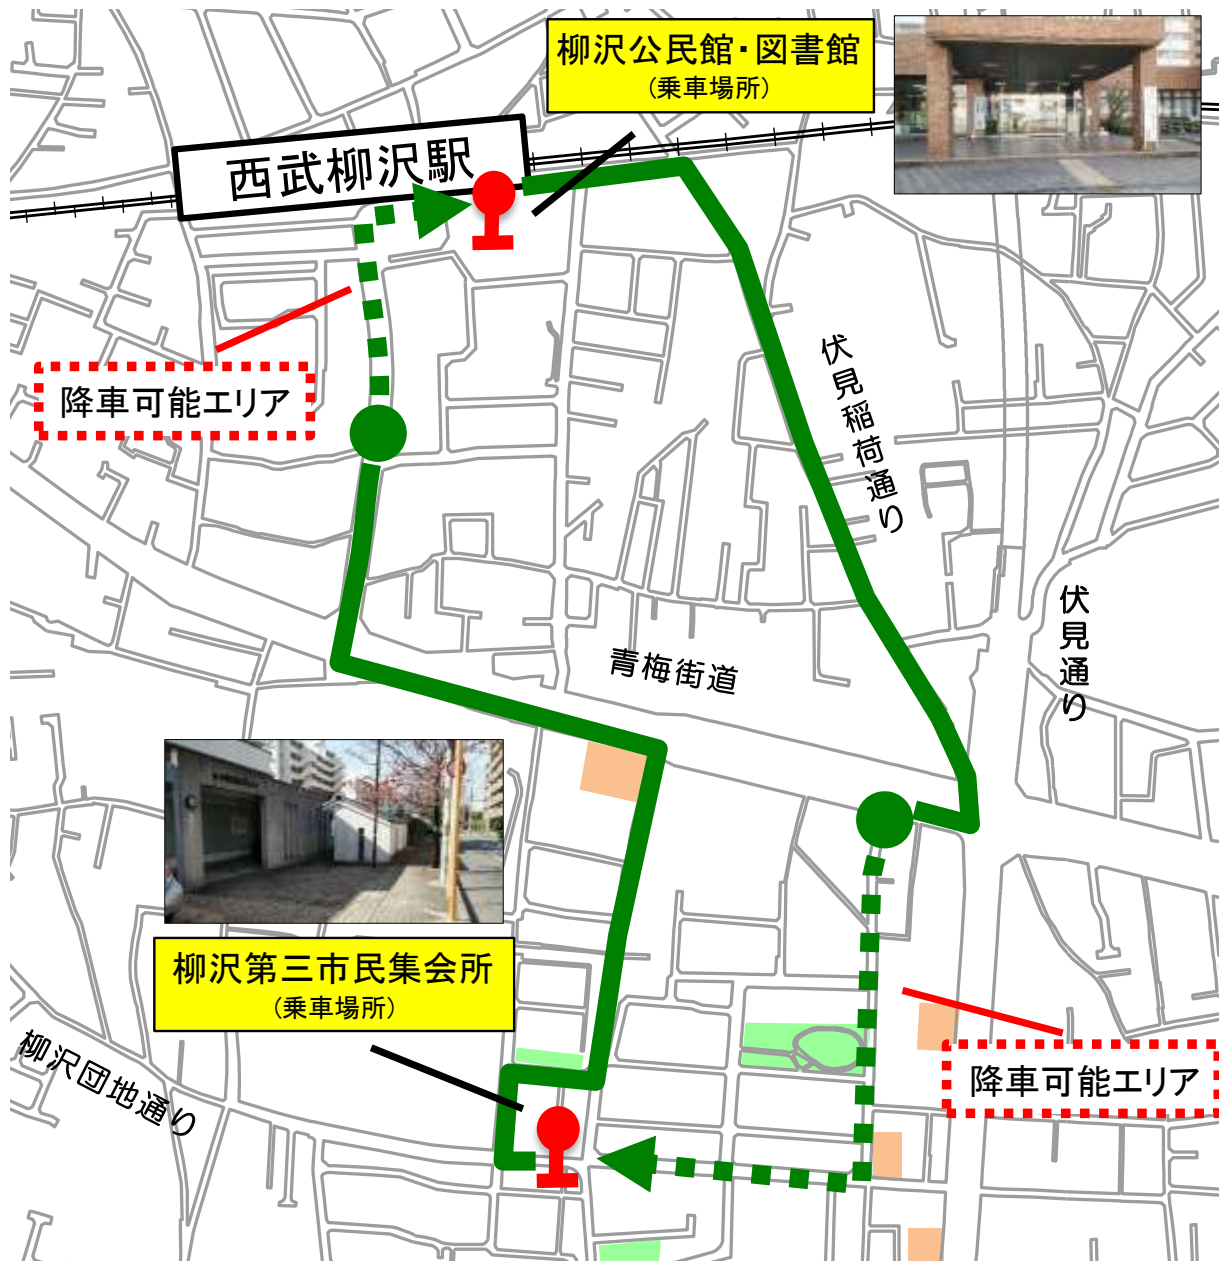 柳沢公民館・図書館
(乗車場所)
西武柳沢駅
降車可能エリア
伏見稲荷通り
伏見通り
青梅街道
柳沢第三市民集会所
(乗車場所)
柳沢団地通り
降車可能エリア